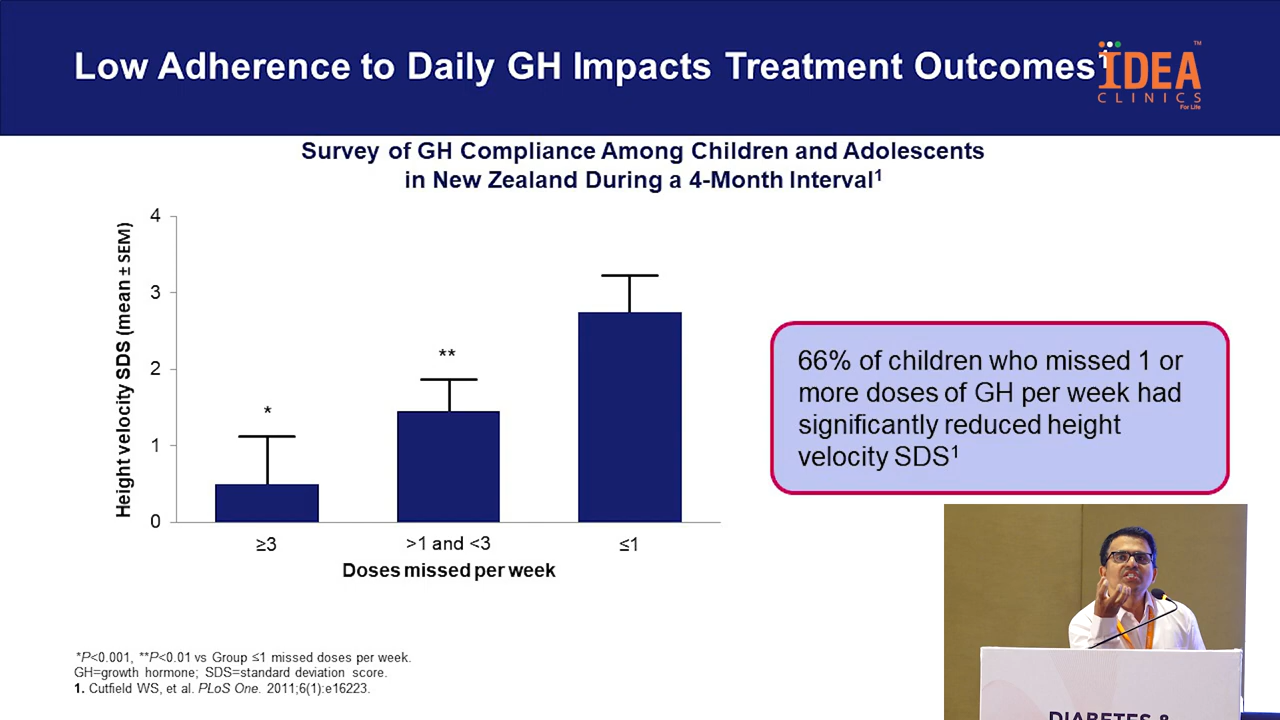 Low Adherence to Daily GH Impacts Treatment Outcomes¹
IDEA
CLINICS
For Life
TM
Survey of GH Compliance Among Children and Adolescents
in New Zealand During a 4-Month Interval¹
Height velocity SDS (mean ± SEM)
4
3
2
1
0
*
**
≥3
>1 and <3
≤1
Doses missed per week
66% of children who missed 1 or
more doses of GH per week had
significantly reduced height
velocity SDS¹
*P<0.001, **P<0.01 vs Group ≤1 missed doses per week.
GH=growth hormone; SDS=standard deviation score.
1. Cutfield WS, et al. PLoS One. 2011;6(1):e16223.
DIABETES &